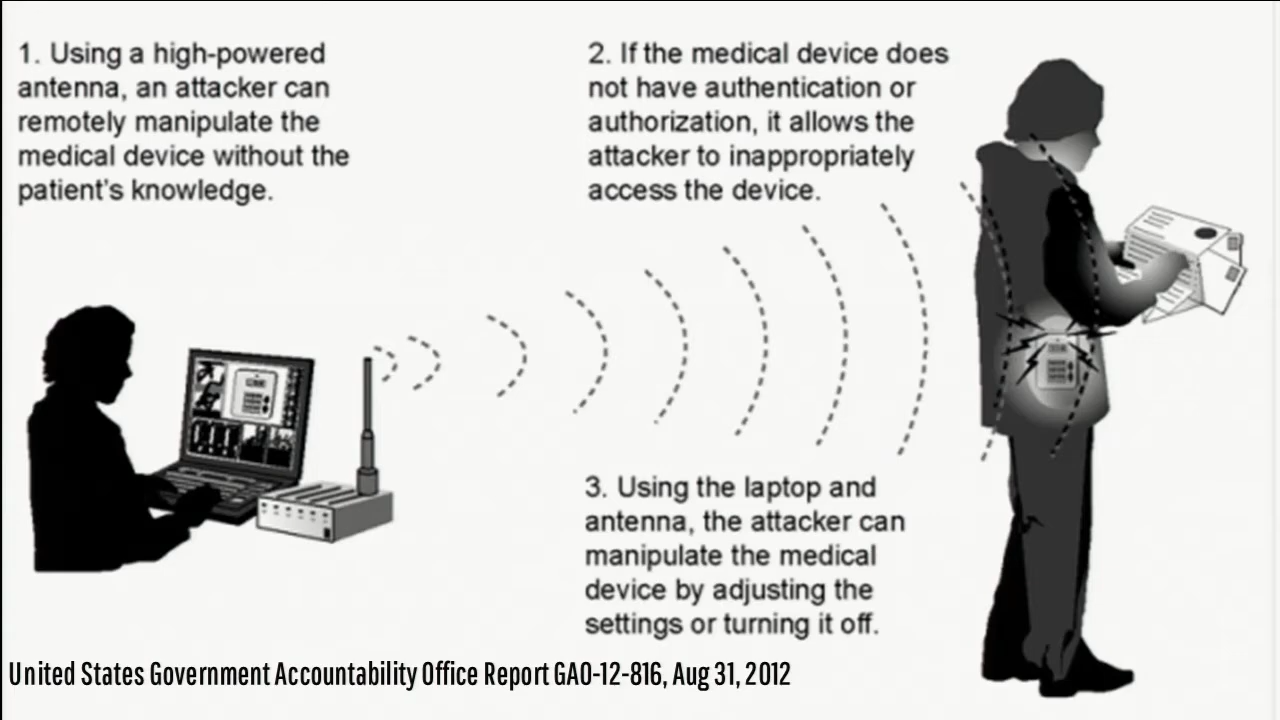 1. Using a high-powered
antenna, an attacker can
remotely manipulate the
medical device without the
patient's knowledge.
2. If the medical device does
not have authentication or
authorization, it allows the
attacker to inappropriately
access the device.
3. Using the laptop and
antenna, the attacker can
manipulate the medical
device by adjusting the
settings or turning it off.
United States Government Accountability Office Report GAO-12-816, Aug 31, 2012